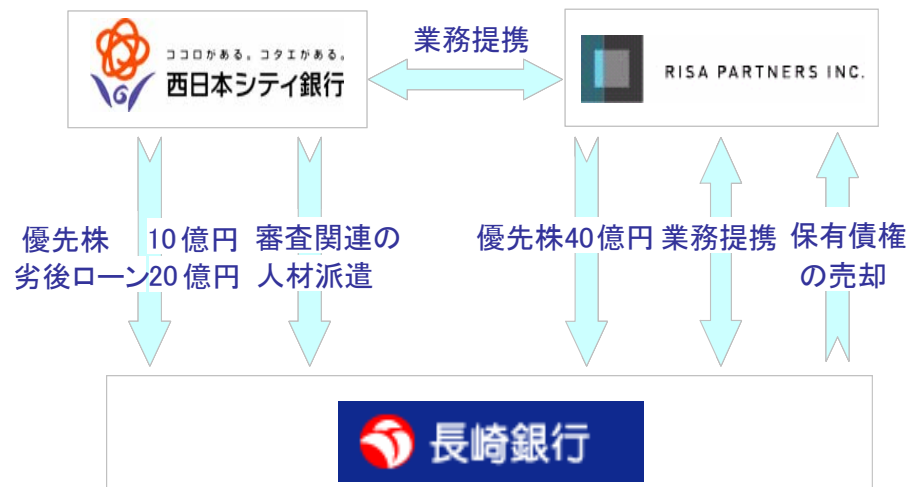 ココロがある。コタエがある。
西日本シティ銀行
業務提携
RISA PARTNERS INC.
優先株 10億円
劣後ローン20億円
審査関連の
人材派遣
優先株40億円
業務提携
保有債権
の売却
長崎銀行